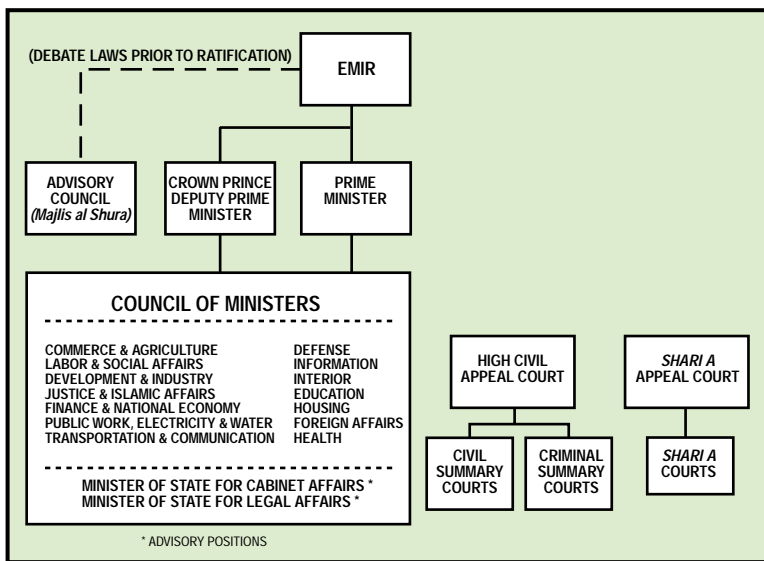 (DEBATE LAWS PRIOR TO RATIFICATION)
EMIR
ADVISORY
COUNCIL
(Majlis al Shura)
CROWN PRINCE
DEPUTY PRIME
MINISTER
PRIME
MINISTER
COUNCIL OF MINISTERS
COMMERCE & AGRICULTURE
LABOR & SOCIAL AFFAIRS
DEVELOPMENT & INDUSTRY
JUSTICE & ISLAMIC AFFAIRS
FINANCE & NATIONAL ECONOMY
PUBLIC WORK, ELECTRICITY & WATER
TRANSPORTATION & COMMUNICATION
DEFENSE
INFORMATION
INTERIOR
EDUCATION
HOUSING
FOREIGN AFFAIRS
HEALTH
MINISTER OF STATE FOR CABINET AFFAIRS *
MINISTER OF STATE FOR LEGAL AFFAIRS *
* ADVISORY POSITIONS
HIGH CIVIL
APPEAL COURT
CIVIL
SUMMARY
COURTS
CRIMINAL
SUMMARY
COURTS
SHARI A
APPEAL COURT
SHARI A
COURTS